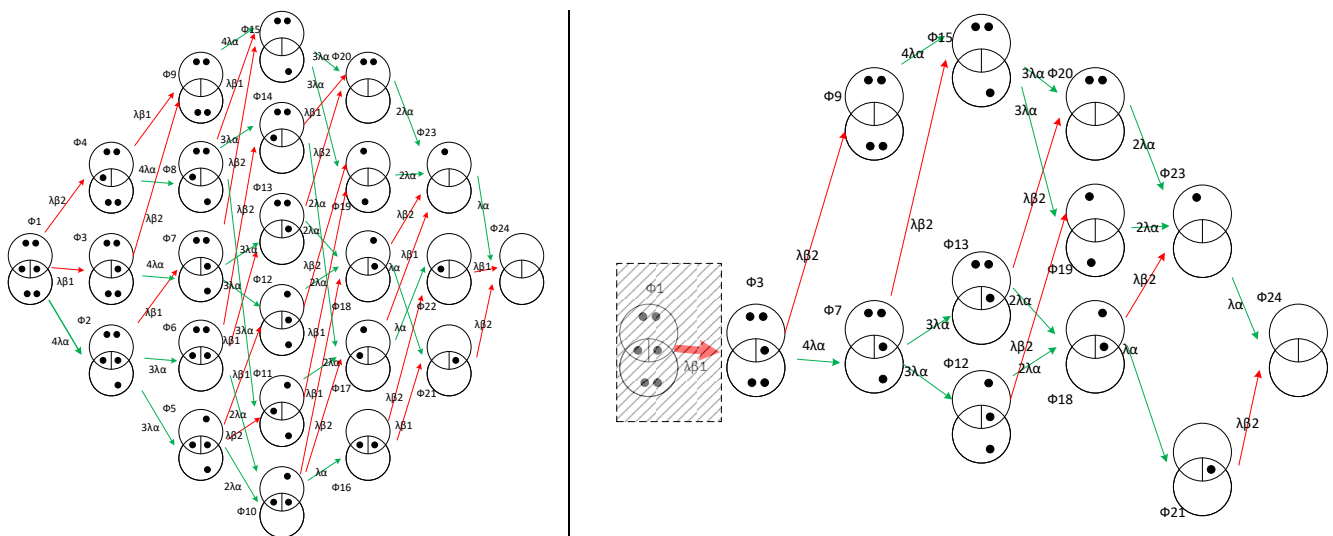 Φ15
4λα
3λα
Φ20
Φ9
3λα
2λα
Φ14
λβ1
λβ1
λβ1
Φ23
Φ4
3λα
λβ2
λβ2
4λα
Φ8
2λα
Φ13
λβ2
2λα
Φ19
λβ2
λβ2
λβ2
Φ1
Φ3
Φ7
2λα
Φ24
3λα
λβ1
4λα
λβ2
λα
λβ1
λβ1
Φ12
2λα
3λα
Φ18
Φ22
λβ1
Φ2
Φ6
λβ1
3λα
λβ1
λα
λβ2
4λα
3λα
2λα
λβ1
Φ11
Φ17
Φ21
Φ5
λβ1
λβ2
2λα
3λα
λβ2
λβ2
λβ1
λα
2λα
Φ16
Φ10
Φ15
4λα
3λα
Φ20
Φ9
3λα
2λα
Φ23
λβ2
λβ2
2λα
λβ2
Φ13
Φ19
λβ2
Φ1
Φ3
Φ7
2λα
Φ24
λα
4λα
3λα
λβ2
λα
λβ1
3λα
Φ12
2λα
Φ18
λβ2
Φ21